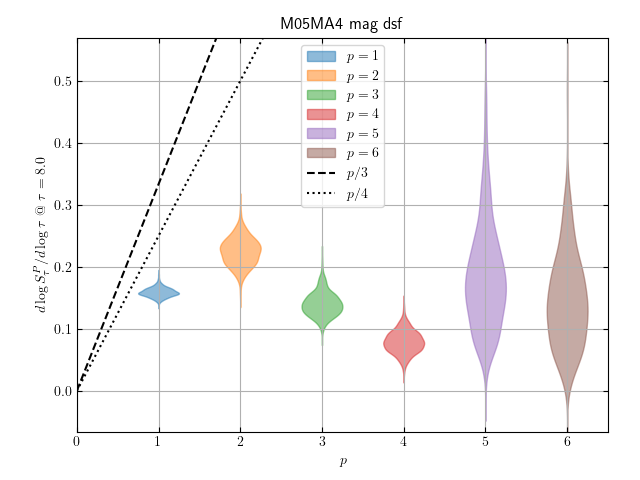 M05MA4 mag dsf
d log S_τ^P / d log τ @ τ = 8.0
0.5
0.4
0.3
0.2
0.1
0.0
p = 1
p = 2
p = 3
p = 4
p = 5
p = 6
p/3
p/4
0 1 2 3 4 5 6
p